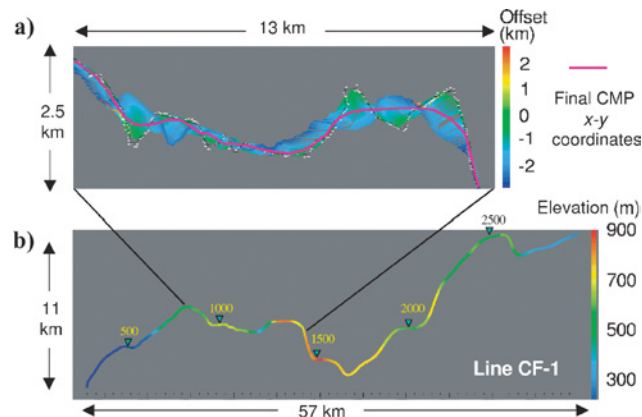 a)
13 km
Offset
(km)
2.5
km
2
1
0
-1
-2
Final CMP
x-y
coordinates
b)
Elevation (m)
11
km
500
1000
1500
2000
2500
900
700
500
300
Line CF-1
57 km